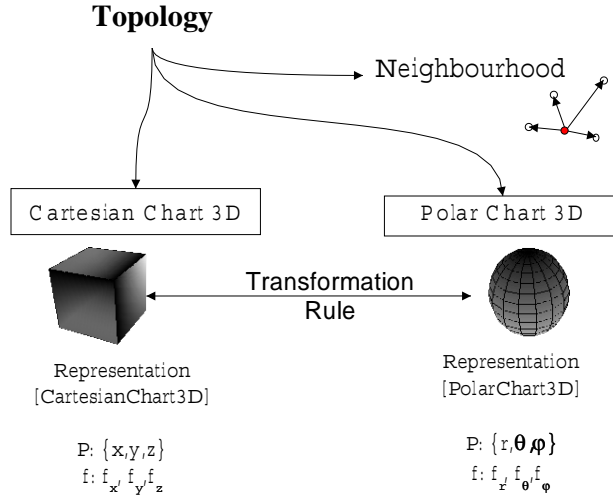 Topology
Neighbourhood
Cartesian Chart 3D
Polar Chart 3D
Transformation
Rule
Representation
[CartesianChart3D]
Representation
[PolarChart3D]
P: {x,y,z}
f: fx, fy, fz
P: {r,θ,φ}
f: fr, fθ, fφ